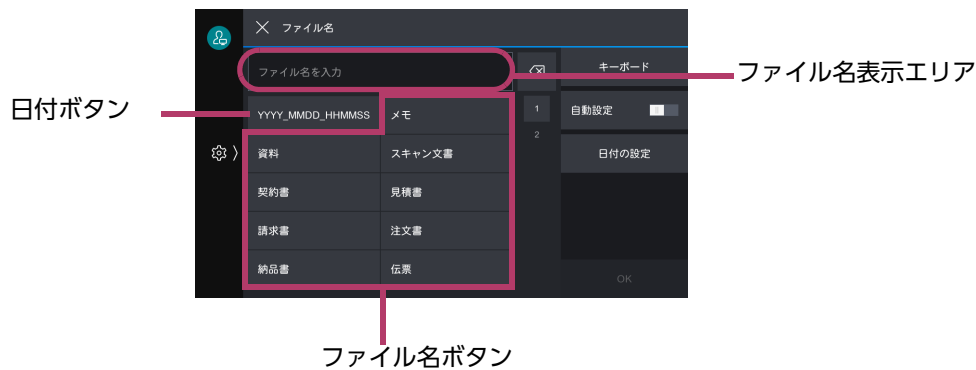 ファイル名
ファイル名を入力
キーボード
ファイル名表示エリア
日付ボタン
YYYY_MMDD_HHMMSS
メモ
1
自動設定
2
資料
スキャン文書
日付の設定
契約書
見積書
請求書
注文書
納品書
伝票
OK
ファイル名ボタン